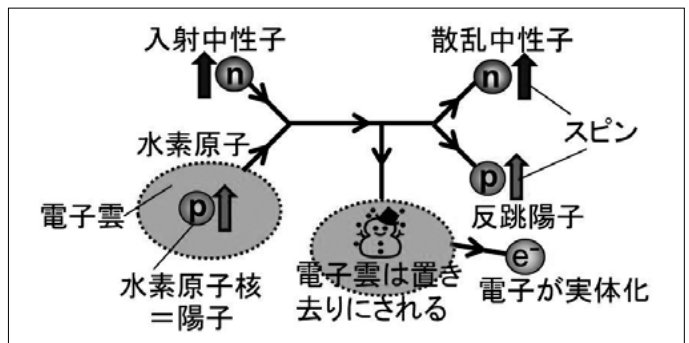 入射中性子
散乱中性子
n
n
スピン
水素原子
電子雲
p
p
反跳陽子
水素原子核
＝陽子
電子雲は置き
去りにされる
e⁻
電子が実体化